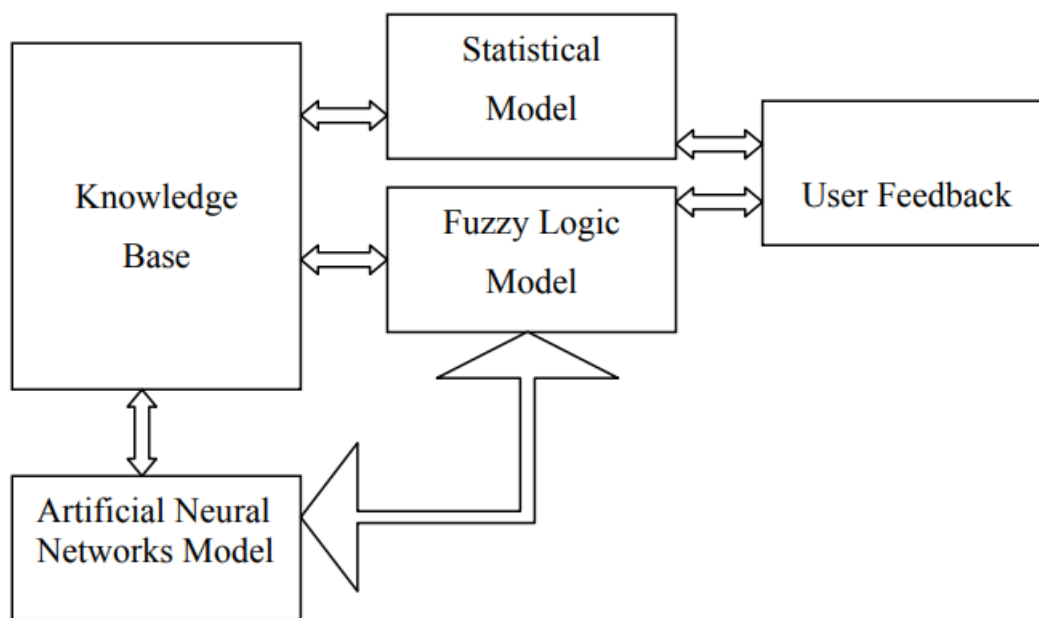 Knowledge
Base
Statistical
Model
Fuzzy Logic
Model
User Feedback
Artificial Neural
Networks Model